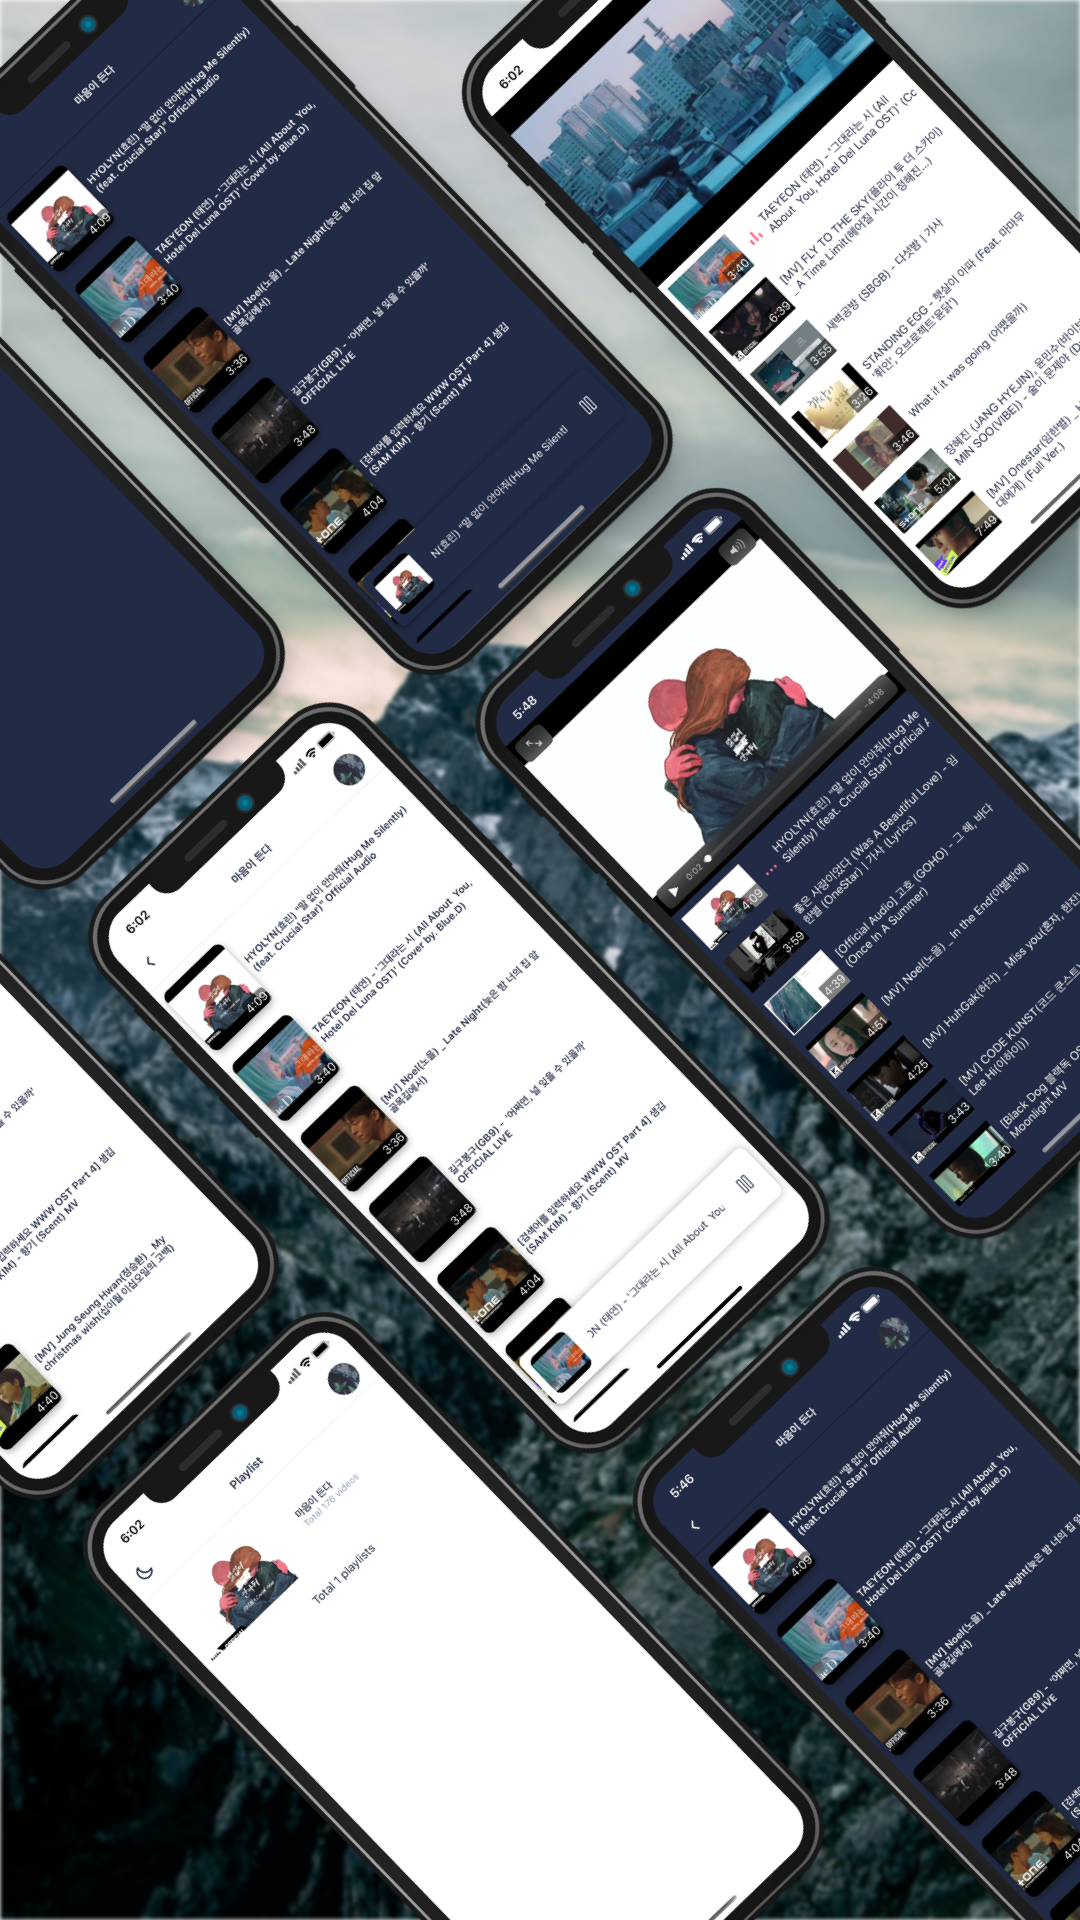 마음이 든다
HYOLYN(효린) "말 없이 안아줘(Hug Me Silently)
(feat. Crucial Star)" Official Audio
4:09
TAEYEON (태연) - '그대라는 시 (All About You,
Hotel Del Luna OST)' (Cover by. Blue.D)
3:40
[MV] Noel(노을) _ Late Night(늦은 밤 너의 집 앞
골목길에서)
3:36
길구봉구(GB9) - '어쩌면, 널 잊을 수 있을까'
OFFICIAL LIVE
3:48
[검색어를 입력하세요 WWW OST Part 4] 샘김
(SAM KIM) - 향기 (Scent) MV
4:04
N(효린) "말 없이 안아줘(Hug Me Silentl
6:02
TAEYEON (태연) - '그대라는 시 (All
About You, Hotel Del Luna OST)' (Cc
3:40
[MV] FLY TO THE SKY(플라이 투 더 스카이)
_ A Time Limit(헤어질 시간이 정해진...)
6:39
새벽공방 (SBGB) - 다섯밤 | 가사
3:55
STANDING EGG - 햇살이 아파 (Feat. 마마무
'휘인' 오브로젝트'윤닭')
3:26
What if it was going (어땠을까)
3:46
장혜진 (JANG HYEJIN), 윤민수(바이브
MIN SOO(VIBE)) - 술이 문제야 (D
5:04
[MV] Onestar(임한별) _
대에게) (Full Ver.)
7:49
5:48
0:02
-4:08
HYOLYN(효린) "말 없이 안아줘(Hug Me
Silently) (feat. Crucial Star)" Official A
4:09
좋은 사랑이었다 (Was A Beautiful Love) - 임
한별 (OneStar) | 가사 (Lyrics)
3:59
[Official Audio] 고호 (GOHO) - 그 해, 바다
(Once In A Summer)
4:39
[MV] Noel(노을) _ In the End(이별밖에)
4:51
[MV] HuhGak(허각) _ Miss you(혼자, 한잔)
4:25
[MV] CODE KUNST(코드 쿤스트
Lee Hi(이하이))
3:43
[Black Dog 블랙독 OS
Moonlight MV
3:40
6:02
마음이 든다
HYOLYN(효린) "말 없이 안아줘(Hug Me Silently)
(feat. Crucial Star)" Official Audio
4:09
TAEYEON (태연) - '그대라는 시 (All About You,
Hotel Del Luna OST)' (Cover by. Blue.D)
3:40
[MV] Noel(노을) _ Late Night(늦은 밤 너의 집 앞
골목길에서)
3:36
길구봉구(GB9) - '어쩌면, 널 잊을 수 있을까'
OFFICIAL LIVE
3:48
[검색어를 입력하세요 WWW OST Part 4] 샘김
(SAM KIM) - 향기 (Scent) MV
4:04
ON (태연) - '그대라는 시 (All About You
수 있을까'
력하세요 WWW OST Part 4] 샘김
KIM) - 향기 (Scent) MV
[MV] Jung Seung Hwan(정승환) _ My
christmas wish(십이월 이십오일의 고백)
4:40
6:02
Playlist
마음이 든다
Total 176 videos
Total 1 playlists
5:46
마음이 든다
HYOLYN(효린) "말 없이 안아줘(Hug Me Silently)
(feat. Crucial Star)" Official Audio
4:09
TAEYEON (태연) - '그대라는 시 (All About You,
Hotel Del Luna OST)' (Cover by. Blue.D)
3:40
[MV] Noel(노을) _ Late Night(늦은 밤 너의 집 앞
골목길에서)
3:36
길구봉구(GB9) - '어쩌면, 널
OFFICIAL LIVE
3:48
[검색
4:04